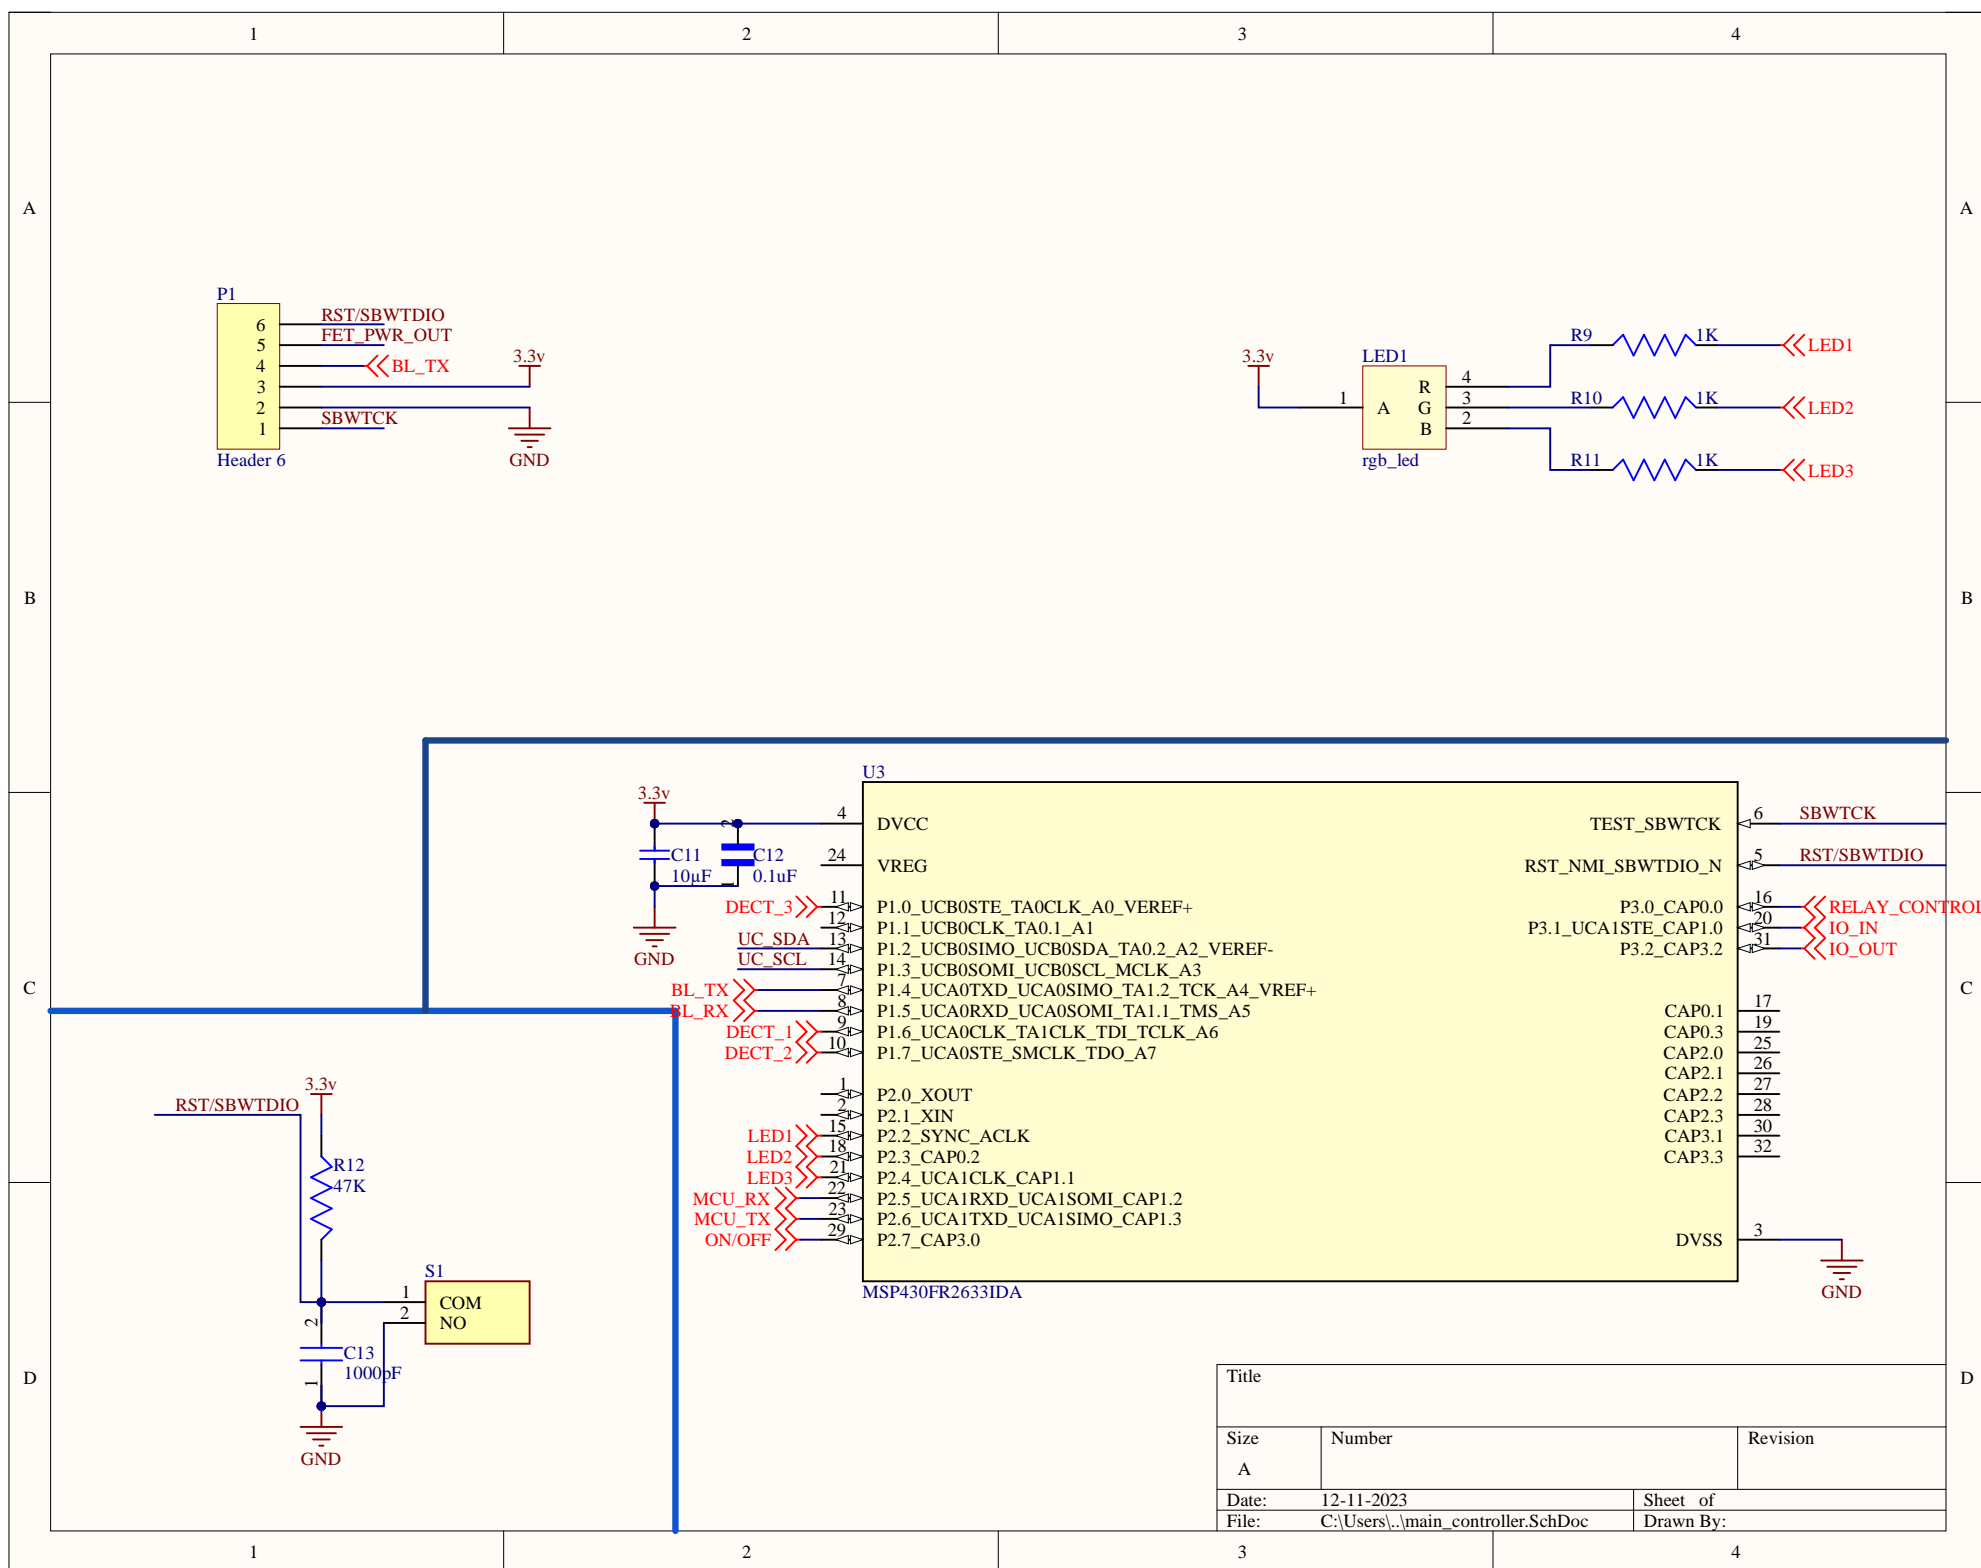 1 2 3 4
A A
B B
C C
D D
P1
6 RST/SBWTDIO
5 FET_PWR_OUT
4 BL_TX
3 3.3v
2
1 SBWTCK
GND
Header 6
3.3v
LED1
1 A
R 4
G 3
B 2
rgb_led
R9 1K LED1
R10 1K LED2
R11 1K LED3
U3
3.3v
C11
10µF
2
C12
0.1uF
1
GND
4 DVCC
24 VREG
DECT_3 11 P1.0_UCB0STE_TA0CLK_A0_VEREF+
12 P1.1_UCB0CLK_TA0.1_A1
UC_SDA 13 P1.2_UCB0SIMO_UCB0SDA_TA0.2_A2_VEREF-
UC_SCL 14 P1.3_UCB0SOMI_UCB0SCL_MCLK_A3
BL_TX 7 P1.4_UCA0TXD_UCA0SIMO_TA1.2_TCK_A4_VREF+
BL_RX 8 P1.5_UCA0RXD_UCA0SOMI_TA1.1_TMS_A5
DECT_1 9 P1.6_UCA0CLK_TA1CLK_TDI_TCLK_A6
DECT_2 10 P1.7_UCA0STE_SMCLK_TDO_A7
1 P2.0_XOUT
2 P2.1_XIN
LED1 15 P2.2_SYNC_ACLK
LED2 18 P2.3_CAP0.2
LED3 21 P2.4_UCA1CLK_CAP1.1
MCU_RX 22 P2.5_UCA1RXD_UCA1SOMI_CAP1.2
MCU_TX 23 P2.6_UCA1TXD_UCA1SIMO_CAP1.3
ON/OFF 29 P2.7_CAP3.0
TEST_SBWTCK 6 SBWTCK
RST_NMI_SBWTDIO_N 5 RST/SBWTDIO
P3.0_CAP0.0 16 RELAY_CONTROL
P3.1_UCA1STE_CAP1.0 20 IO_IN
P3.2_CAP3.2 31 IO_OUT
CAP0.1 17
CAP0.3 19
CAP2.0 25
CAP2.1 26
CAP2.2 27
CAP2.3 28
CAP3.1 30
CAP3.3 32
DVSS 3
GND
MSP430FR2633IDA
3.3v
RST/SBWTDIO
R12
47K
S1
1 COM
2 NO
2
C13
1000pF
1
GND
Title
Size Number Revision
A
Date: 12-11-2023 Sheet of
File: C:\Users\..\main_controller.SchDoc Drawn By:
1 2 3 4